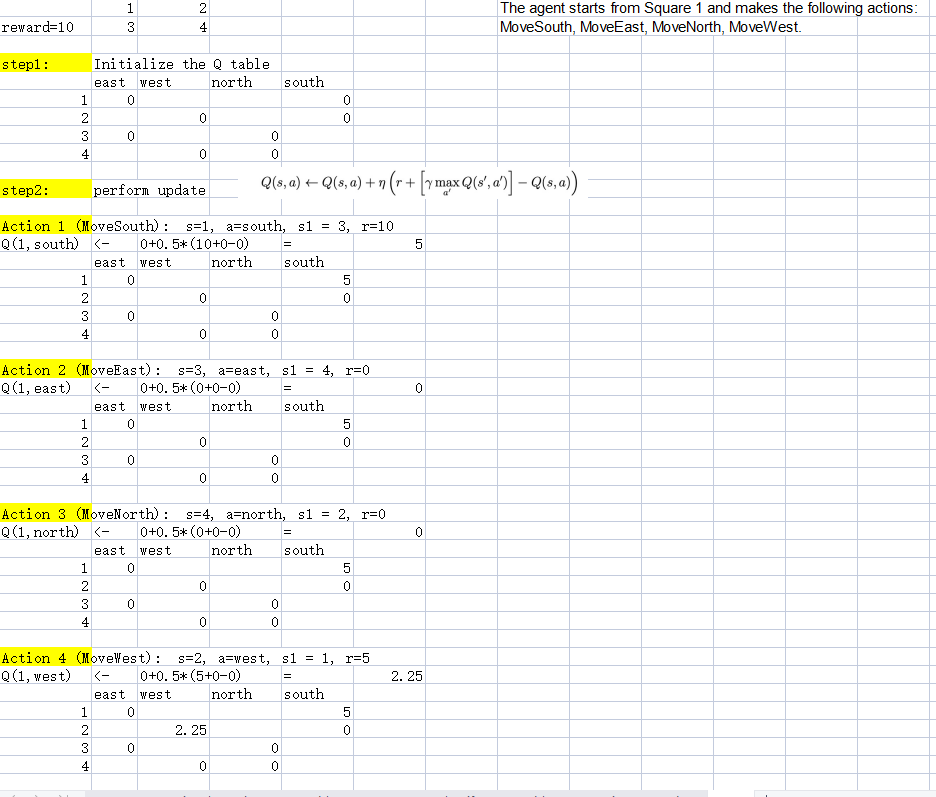 1 2 The agent starts from Square 1 and makes the following actions:
reward=10 3 4 MoveSouth, MoveEast, MoveNorth, MoveWest.
step1: Initialize the Q table
east west north south
1 0 0
2 0 0
3 0 0
4 0 0
step2: perform update Q(s, a) ← Q(s, a) + η (r + [γ max_{a'} Q(s', a')] − Q(s, a))
Action 1 (MoveSouth): s=1, a=south, s1 = 3, r=10
Q(1, south) <- 0+0.5*(10+0-0) = 5
east west north south
1 0 5
2 0 0
3 0 0
4 0 0
Action 2 (MoveEast): s=3, a=east, s1 = 4, r=0
Q(1, east) <- 0+0.5*(0+0-0) = 0
east west north south
1 0 5
2 0 0
3 0 0
4 0 0
Action 3 (MoveNorth): s=4, a=north, s1 = 2, r=0
Q(1, north) <- 0+0.5*(0+0-0) = 0
east west north south
1 0 5
2 0 0
3 0 0
4 0 0
Action 4 (MoveWest): s=2, a=west, s1 = 1, r=5
Q(1, west) <- 0+0.5*(5+0-0) = 2.25
east west north south
1 0 5
2 2.25 0
3 0 0
4 0 0